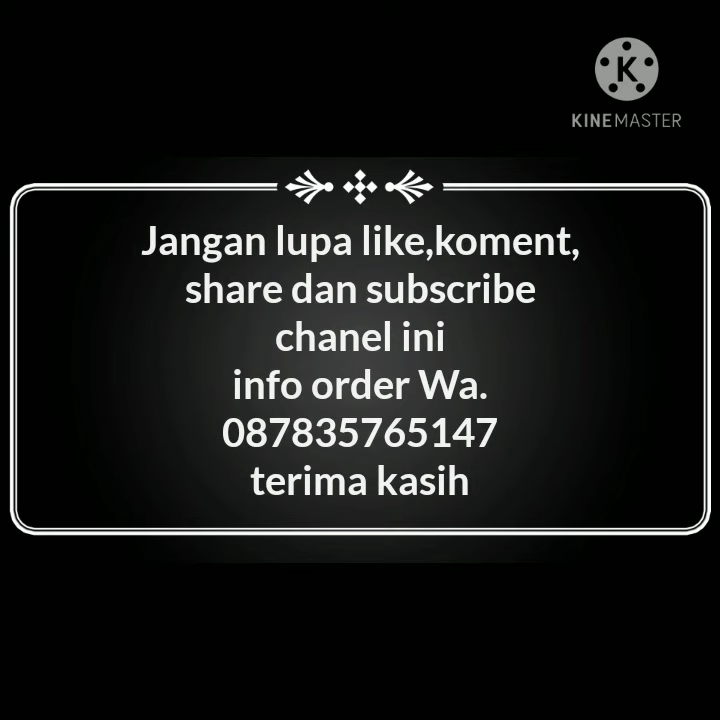 KINEMASTER
Jangan lupa like,koment,
share dan subscribe
chanel ini
info order Wa.
087835765147
terima kasih